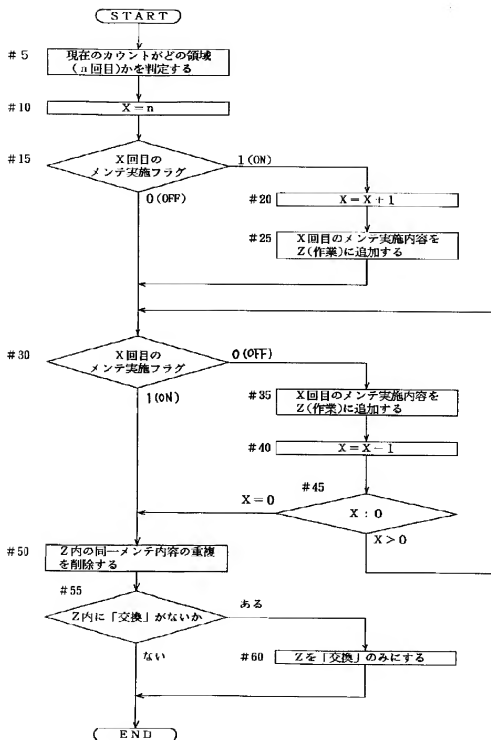 START
#5
現在のカウントがどの領域
(n回目)かを判定する
#10
X=n
#15
X回目の
メンテ実施フラグ
1(ON)
0(OFF)
#20
X=X+1
#25
X回目のメンテ実施内容を
Z(作業)に追加する
#30
X回目の
メンテ実施フラグ
0(OFF)
1(ON)
#35
X回目のメンテ実施内容を
Z(作業)に追加する
#40
X=X-1
#45
X:0
X=0
X>0
#50
Z内の同一メンテ内容の重複
を削除する
#55
Z内に「交換」がないか
ある
ない
#60
Zを「交換」のみにする
END